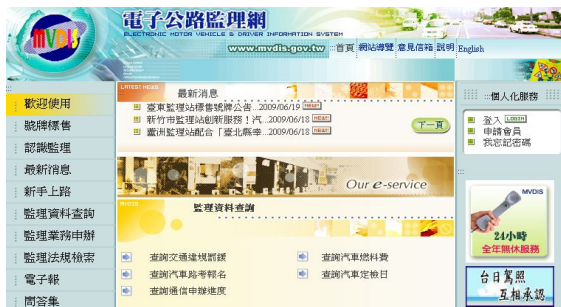 MVDIS
電子公路監理網
ELECTRONIC MOTOR VEHICLE & DRIVER INFORMATION SYSTEM
www.mvdis.gov.tw
:::首頁 網站導覽 意見信箱 說明 English
歡迎使用
號牌標售
認識監理
最新消息
新手上路
監理資料查詢
監理業務申辦
監理法規檢索
電子報
問答集
LATEST NEWS
最新消息
臺東監理站標售號牌公告...2009/06/19 NEW!
新竹市監理站創新服務!汽...2009/06/18 NEW!
蘆洲監理站配合「臺北縣幸...2009/06/18 NEW!
下一頁
Our e-service
MVDIS
監理資料查詢
查詢交通違規罰鍰
查詢汽車燃料費
查詢汽車路考報名
查詢汽車定檢日
查詢通信申辦進度
:::個人化服務
登入 LOGIN
申請會員
我忘記密碼
:::
MVDIS
24小時
全年無休服務
台日駕照
互相承認